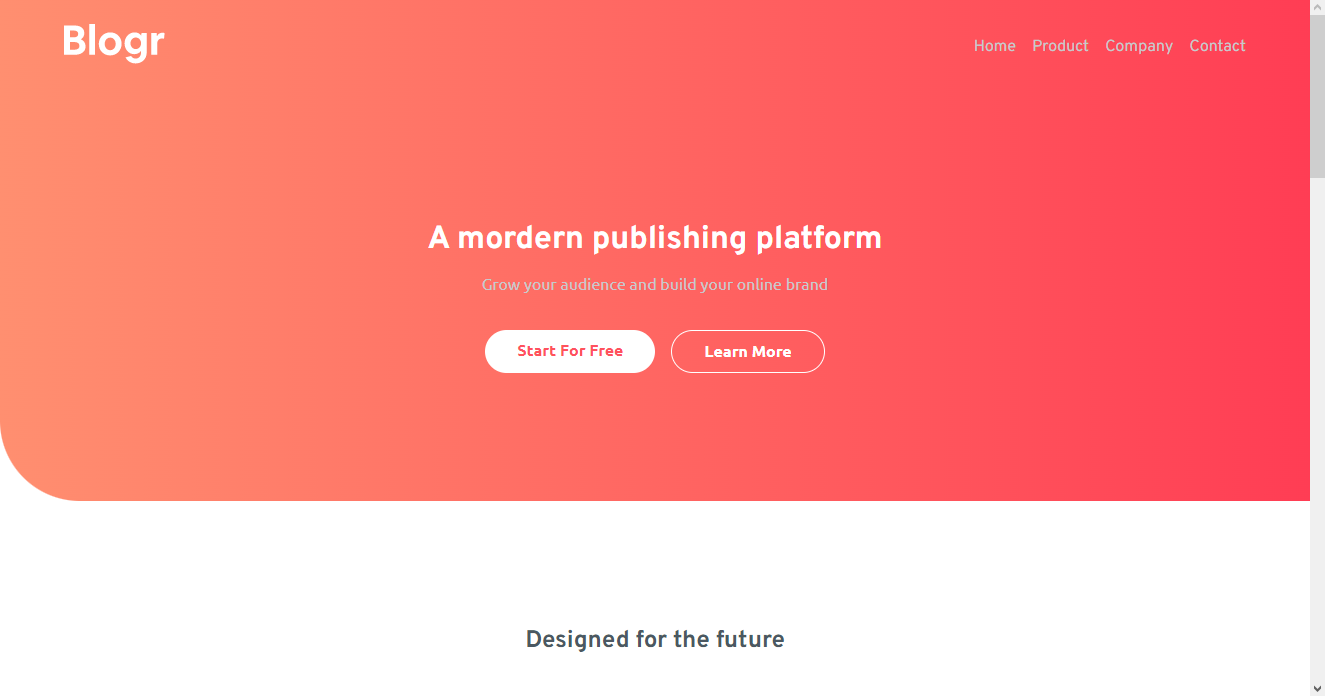 Blogr
Home Product Company Contact
A mordern publishing platform
Grow your audience and build your online brand
Start For Free Learn More
Designed for the future